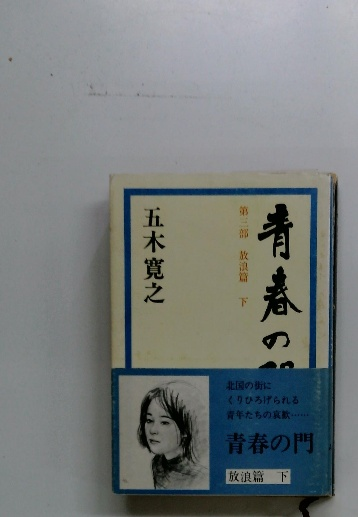 青春の門
第三部 放浪篇 下
五木寛之
北国の街に
くりひろげられる
青年たちの哀歓……
青春の門
放浪篇 下